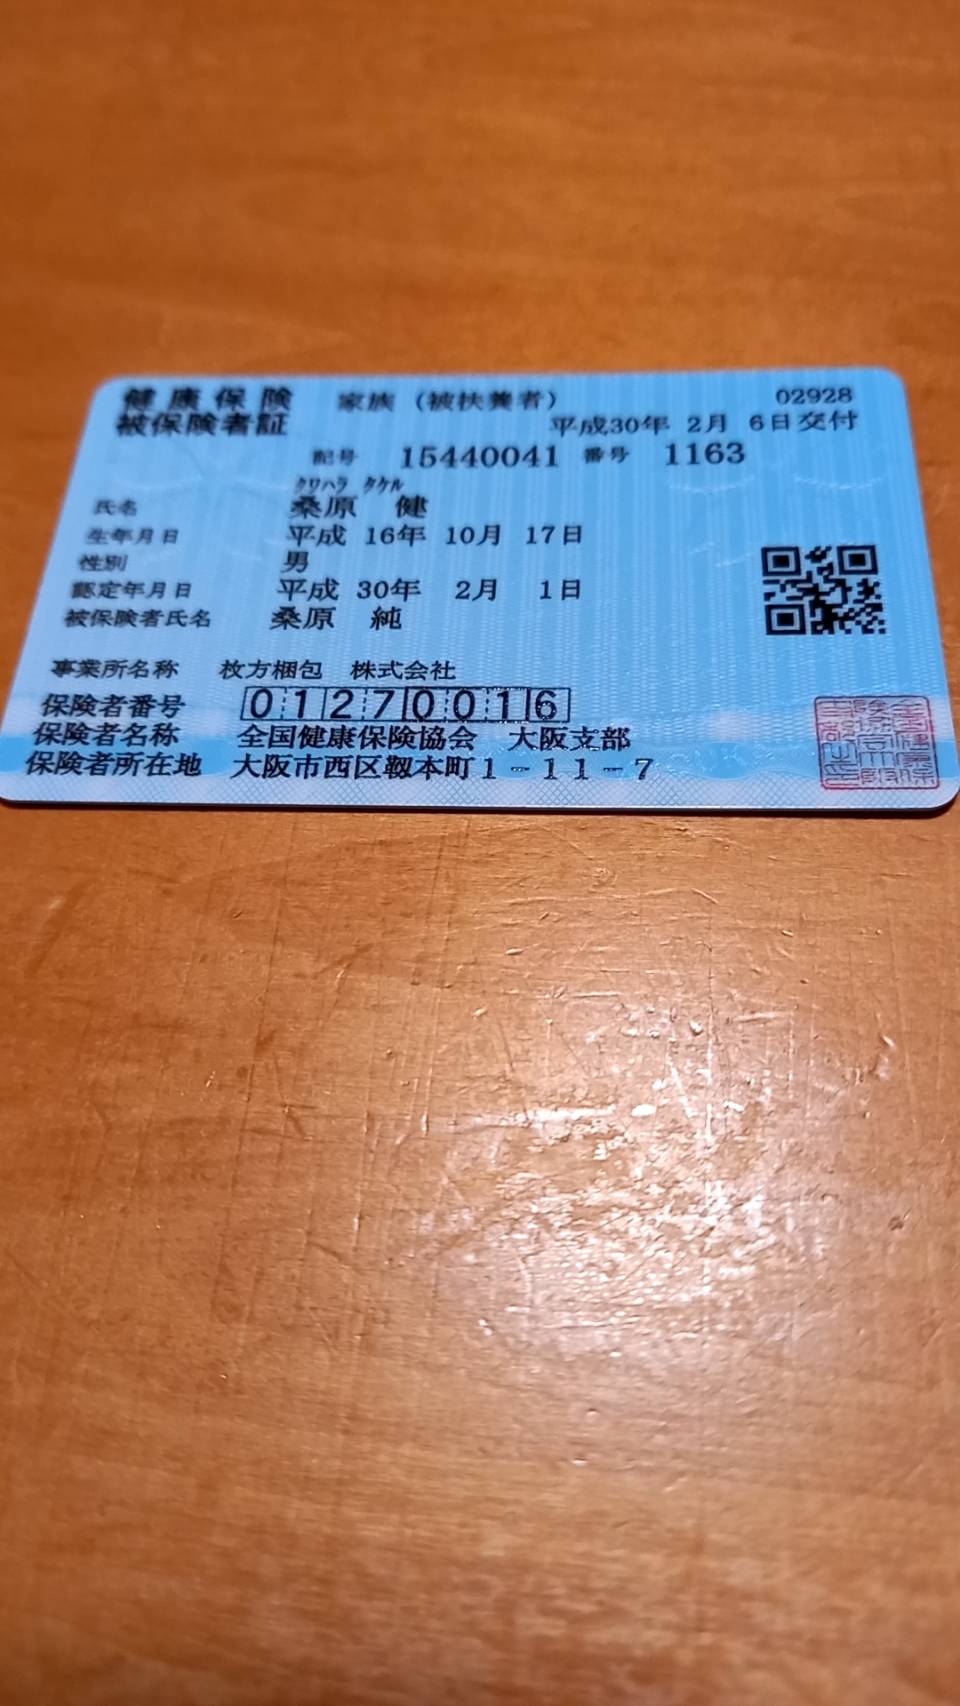 健康保険 家族（被扶養者） 02928
被保険者証 平成30年 2月 6日交付
記号 15440041 番号 1163
クワハラ タケル
氏名 桑原 健
生年月日 平成 16年 10月 17日
性別 男
認定年月日 平成 30年 2月 1日
被保険者氏名 桑原 純
事業所名称 枚方梱包 株式会社
保険者番号 01270016
保険者名称 全国健康保険協会 大阪支部
保険者所在地 大阪市西区靱本町1-11-7